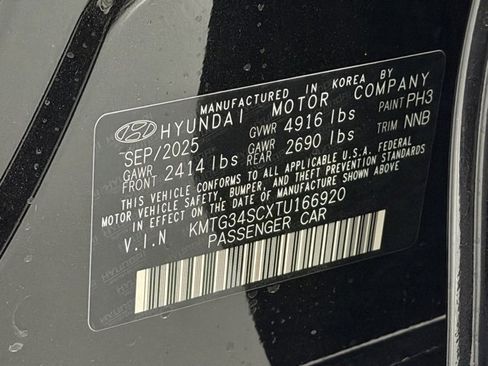 MANUFACTURED IN KOREA BY
HYUNDAI MOTOR COMPANY
SEP/2025 GVWR 4916 lbs PAINT PH3
GAWR FRONT 2414 lbs GAWR REAR 2690 lbs TRIM NNB
THIS VEHICLE CONFORMS TO ALL APPLICABLE U.S.A. FEDERAL
MOTOR VEHICLE SAFETY, BUMPER, AND THEFT PREVENTION STANDARDS
IN EFFECT ON THE DATE OF MANUFACTURE SHOWN ABOVE.
V.I.N KMTG34SCXTU166920
PASSENGER CAR